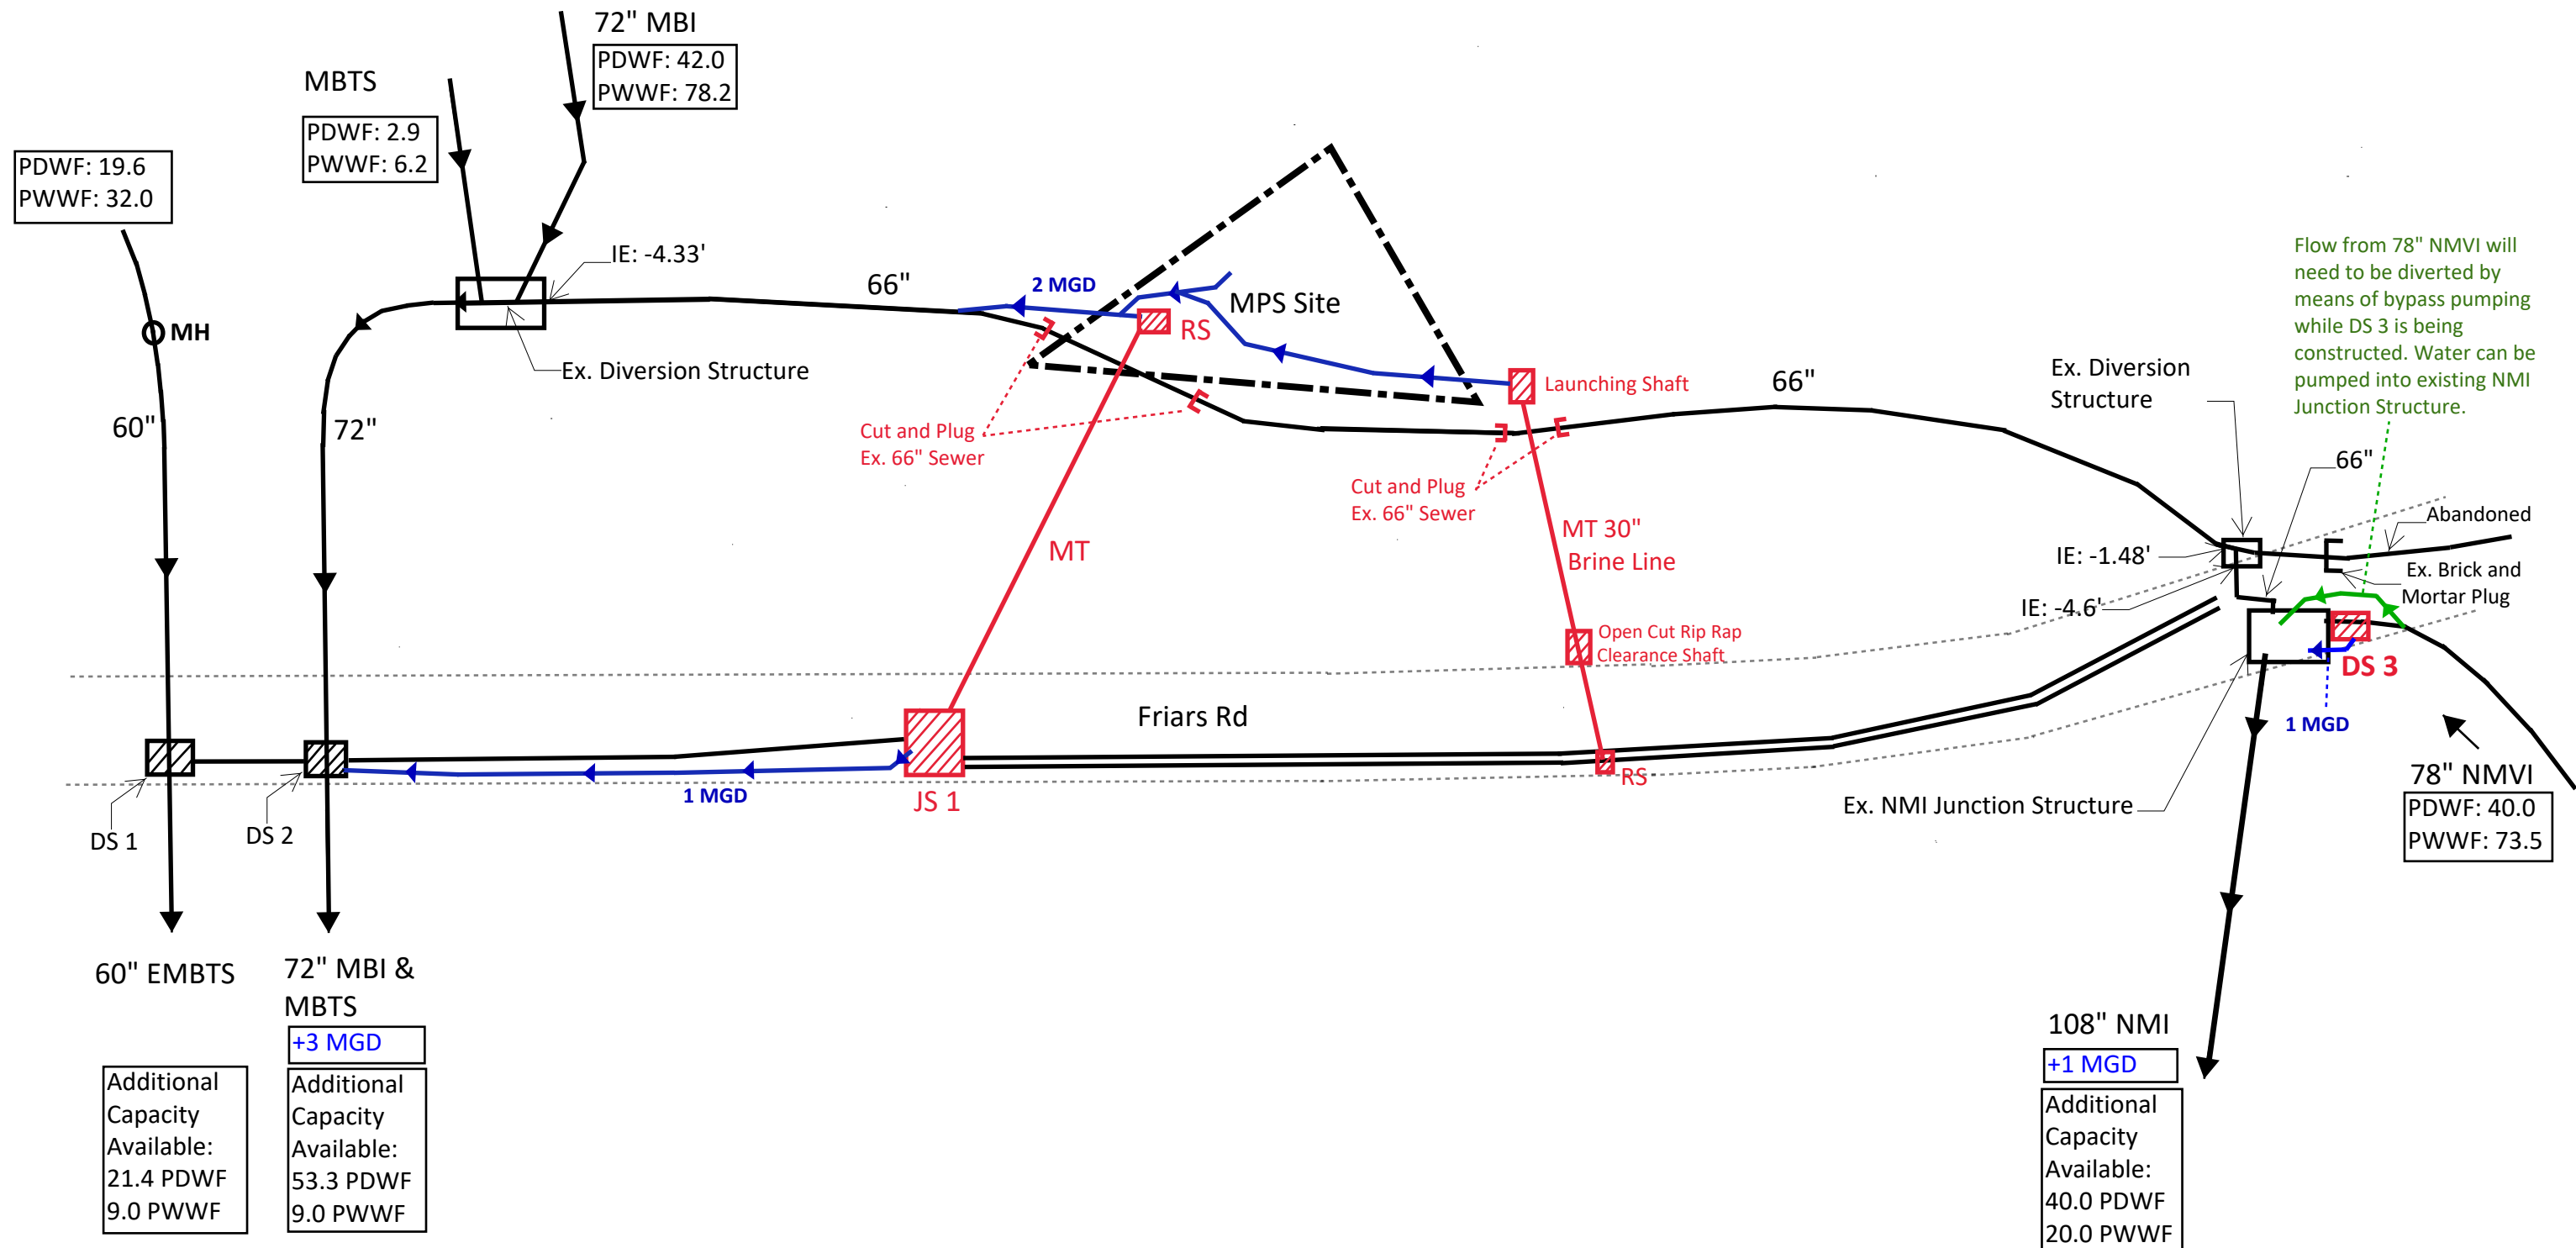 72" MBI
PDWF: 42.0
PWWF: 78.2
MBTS
PDWF: 2.9
PWWF: 6.2
PDWF: 19.6
PWWF: 32.0
MH
60"
72"
IE: -4.33'
Ex. Diversion Structure
66"
2 MGD
RS
MPS Site
Launching Shaft
66"
Cut and Plug
Ex. 66" Sewer
Cut and Plug
Ex. 66" Sewer
MT
MT 30"
Brine Line
Open Cut Rip Rap
Clearance Shaft
Friars Rd
RS
JS 1
1 MGD
DS 1
DS 2
60" EMBTS
Additional
Capacity
Available:
21.4 PDWF
9.0 PWWF
72" MBI &
MBTS
+3 MGD
Additional
Capacity
Available:
53.3 PDWF
9.0 PWWF
Flow from 78" NMVI will
need to be diverted by
means of bypass pumping
while DS 3 is being
constructed. Water can be
pumped into existing NMI
Junction Structure.
Ex. Diversion
Structure
66"
Abandoned
IE: -1.48'
Ex. Brick and
Mortar Plug
IE: -4.6'
DS 3
1 MGD
Ex. NMI Junction Structure
78" NMVI
PDWF: 40.0
PWWF: 73.5
108" NMI
+1 MGD
Additional
Capacity
Available:
40.0 PDWF
20.0 PWWF